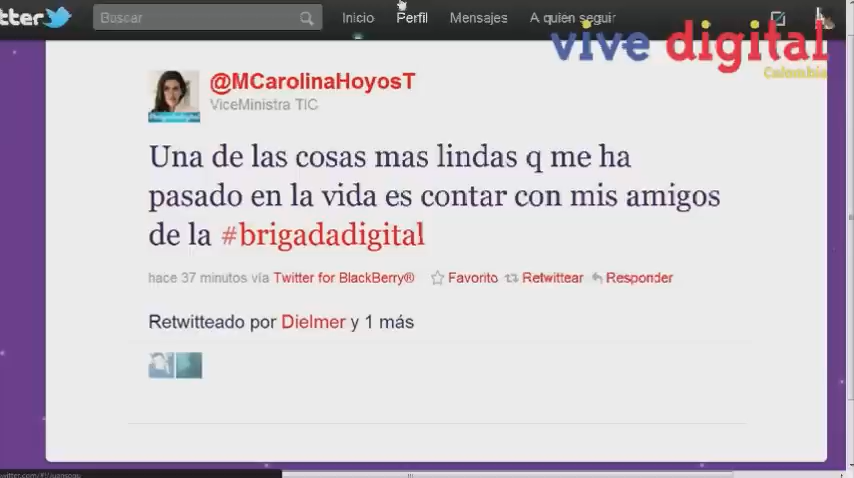 tter
Buscar
Inicio Perfil Mensajes A quién seguir
vive digital
Colombia
@MCarolinaHoyosT
ViceMinistra TIC
Una de las cosas mas lindas q me ha
pasado en la vida es contar con mis amigos
de la #brigadadigital
hace 37 minutos vía Twitter for BlackBerry® Favorito Retwittear Responder
Retwitteado por Dielmer y 1 más